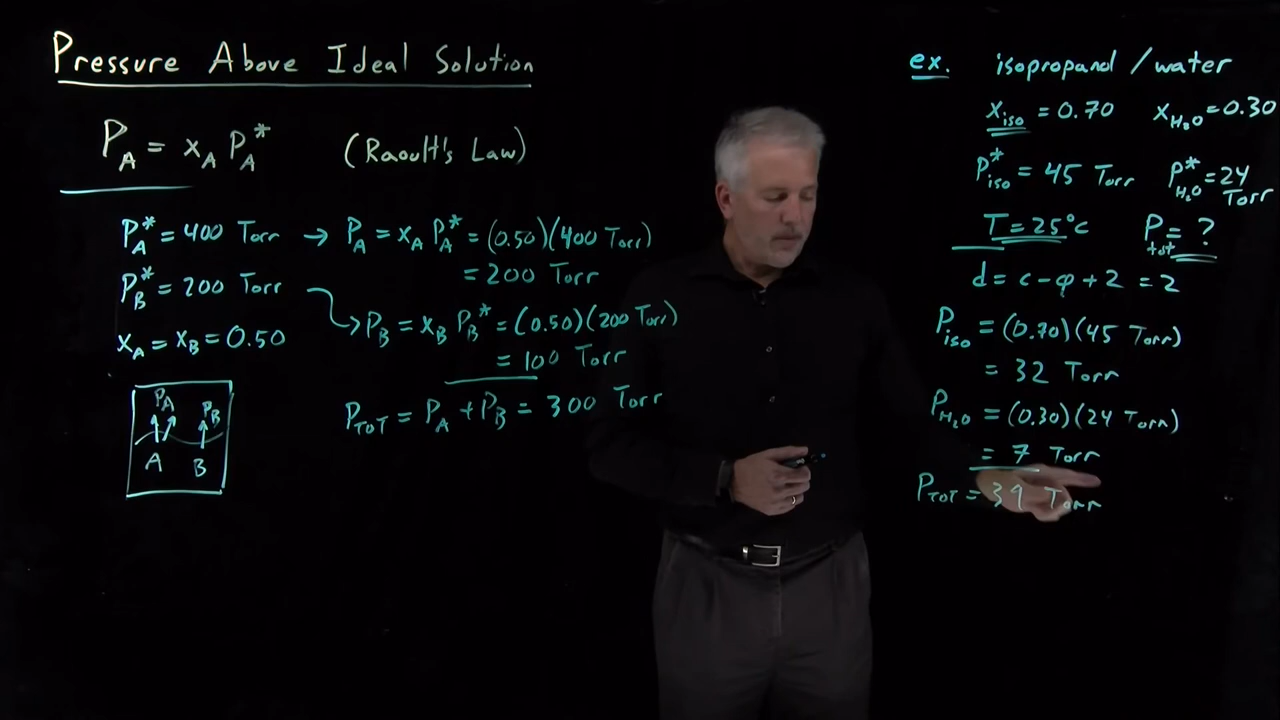 Pressure Above Ideal Solution
P_A = x_A P_A^* (Raoult's Law)
P_A^* = 400 Torr → P_A = x_A P_A^* = (0.50)(400 Torr)
= 200 Torr
P_B^* = 200 Torr → P_B = x_B P_B^* = (0.50)(200 Torr)
= 100 Torr
x_A = x_B = 0.50
P_TOT = P_A + P_B = 300 Torr
P_A P_B
A B
ex. isopropanol / water
x_iso = 0.70 x_H₂O = 0.30
P_iso^* = 45 Torr P_H₂O^* = 24 Torr
T = 25°C P_tot = ?
d = c - φ + 2 = 2
P_iso = (0.70)(45 Torr)
= 32 Torr
P_H₂O = (0.30)(24 Torr)
= 7 Torr
P_TOT = 39 Torr